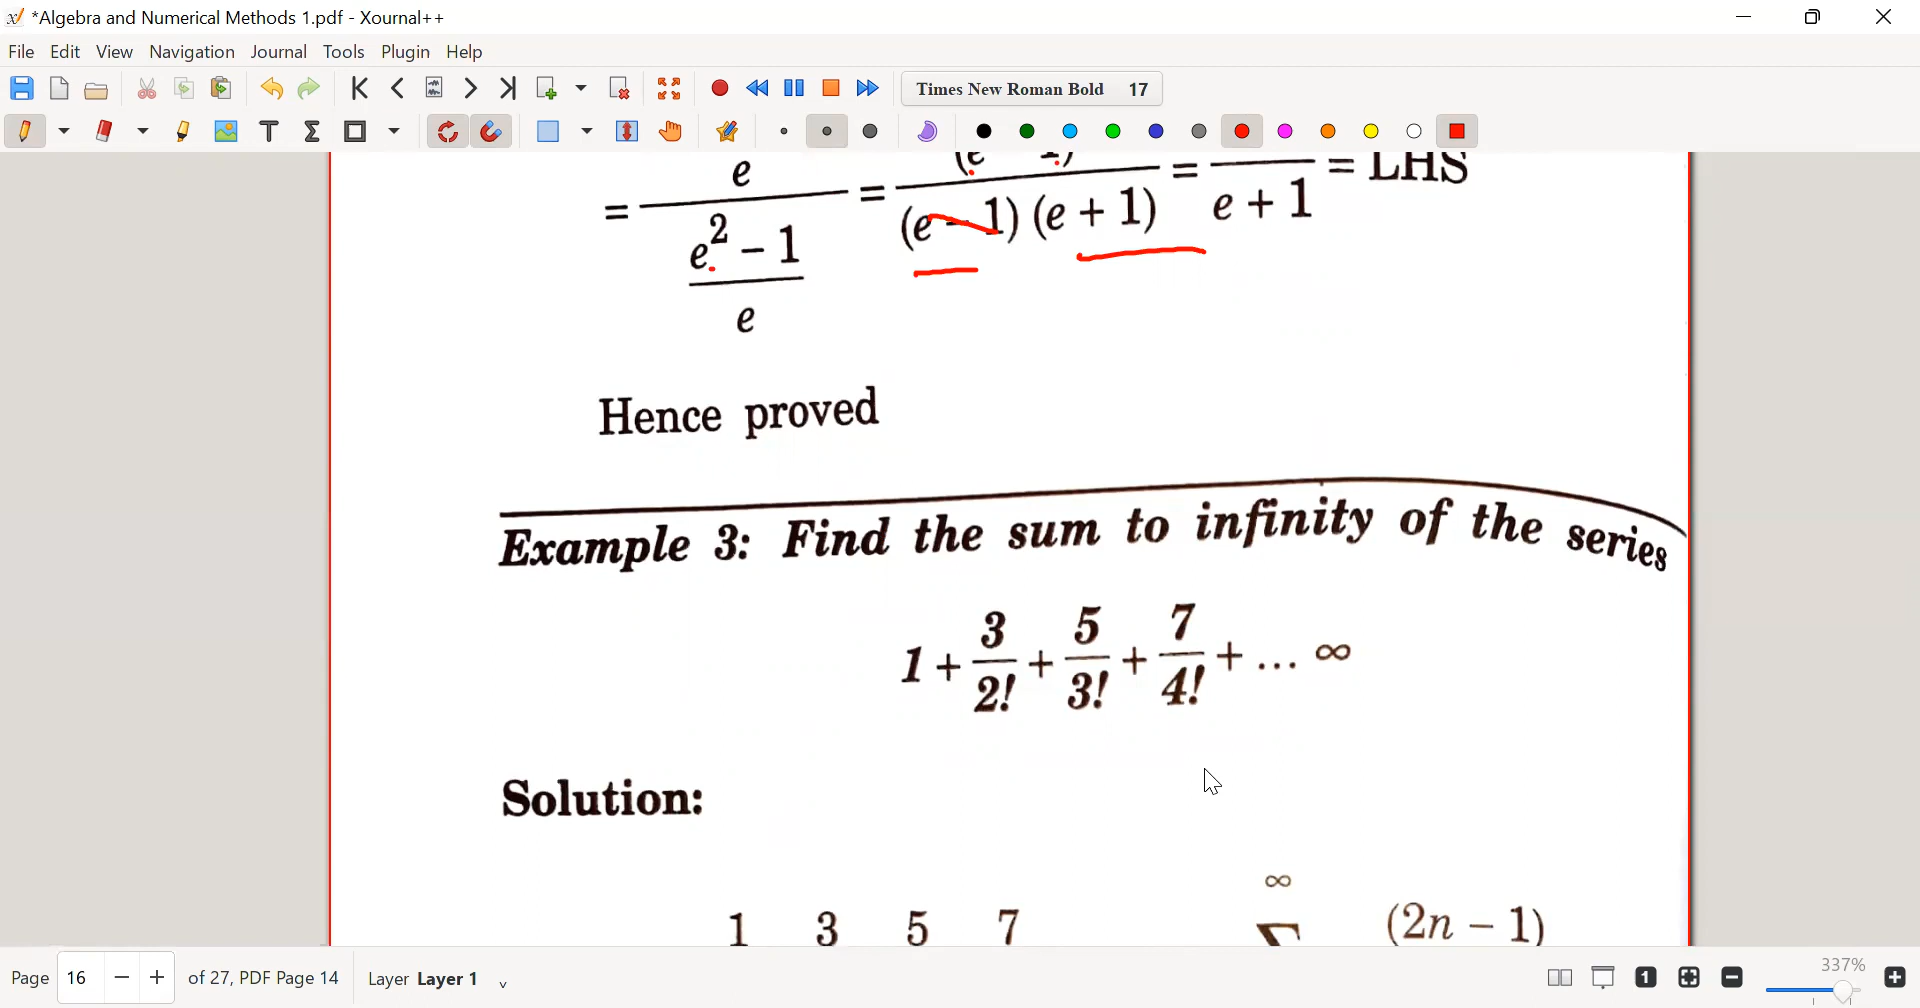 *Algebra and Numerical Methods 1.pdf - Xournal++
File Edit View Navigation Journal Tools Plugin Help
Times New Roman Bold 17
= e / (e² − 1 / e) = (e − 1) / (e − 1) (e + 1) = / e + 1 = LHS
Hence proved
Example 3: Find the sum to infinity of the series
1 + 3/2! + 5/3! + 7/4! + ... ∞
Solution:
1 3 5 7 ∞ Σ (2n − 1)
Page 16 of 27, PDF Page 14 Layer Layer 1 337%